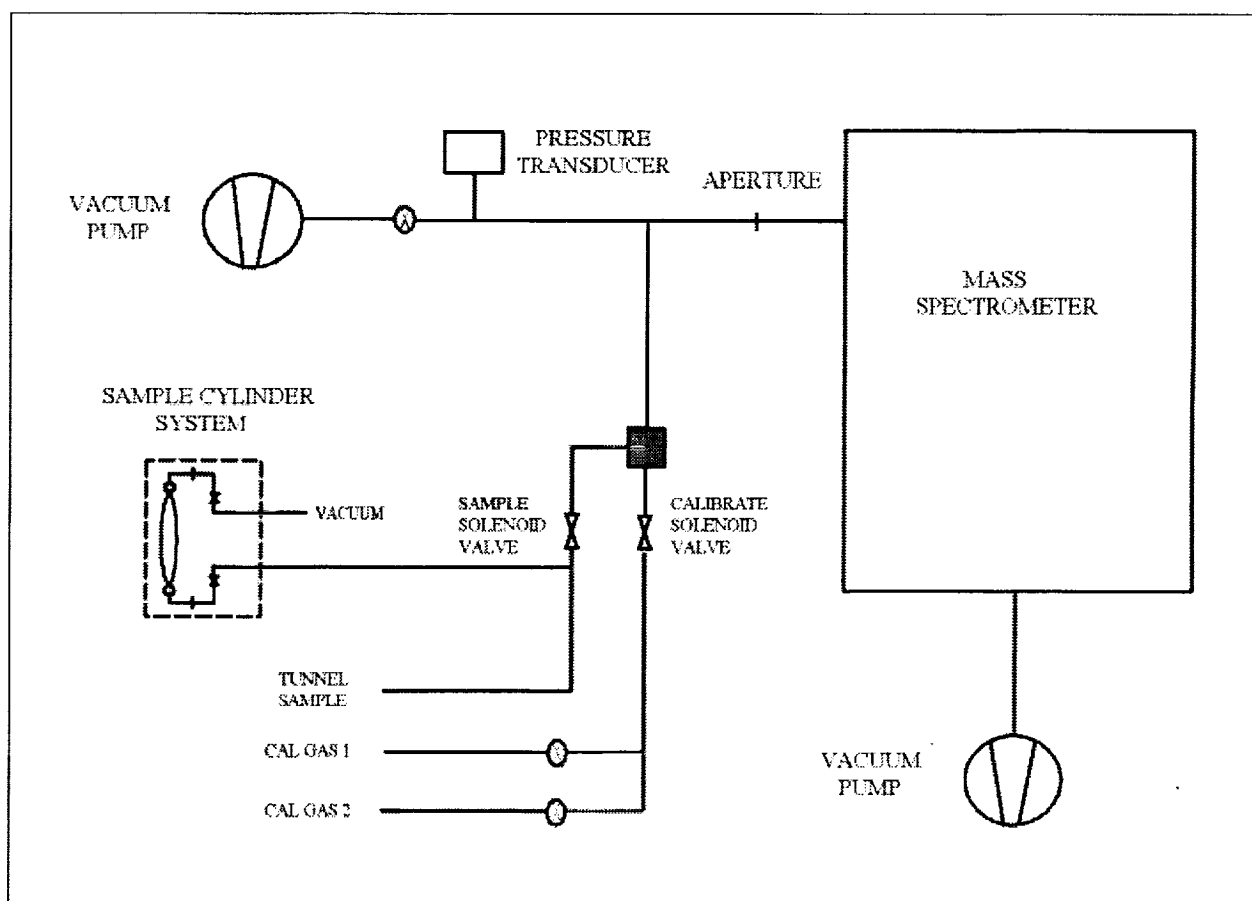 PRESSURE
TRANSDUCER
APERTURE
VACUUM
PUMP
MASS
SPECTROMETER
SAMPLE CYLINDER
SYSTEM
VACUUM
SAMPLE
SOLENOID
VALVE
CALIBRATE
SOLENOID
VALVE
TUNNEL
SAMPLE
CAL GAS 1
CAL GAS 2
VACUUM
PUMP